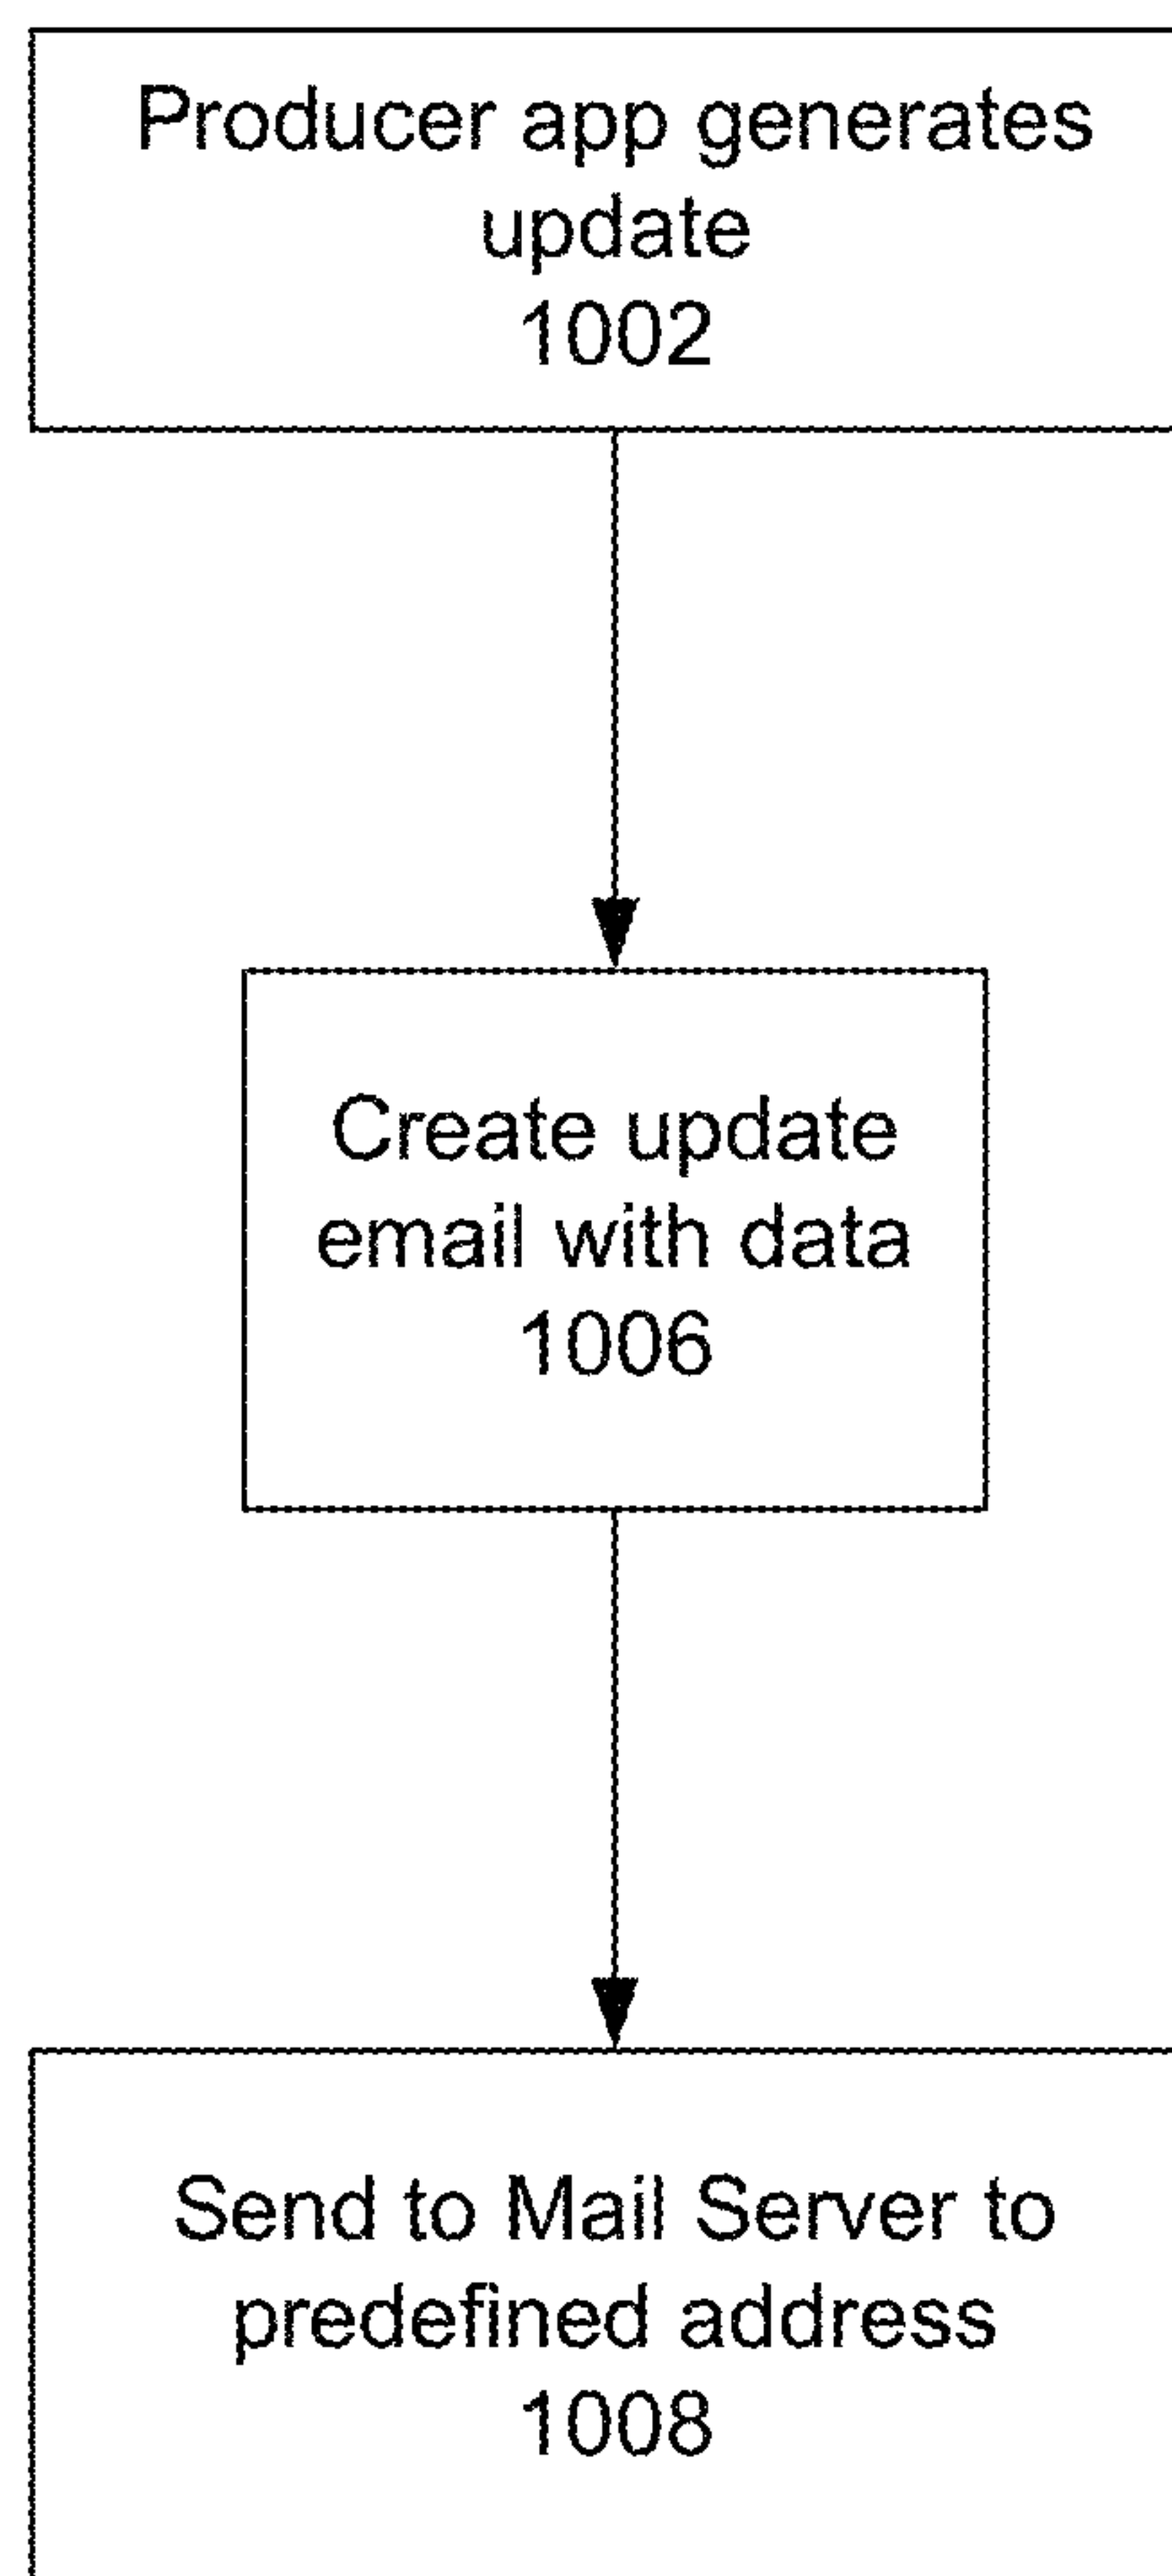 Producer app generates
update
1002
Create update
email with data
1006
Send to Mail Server to
predefined address
1008